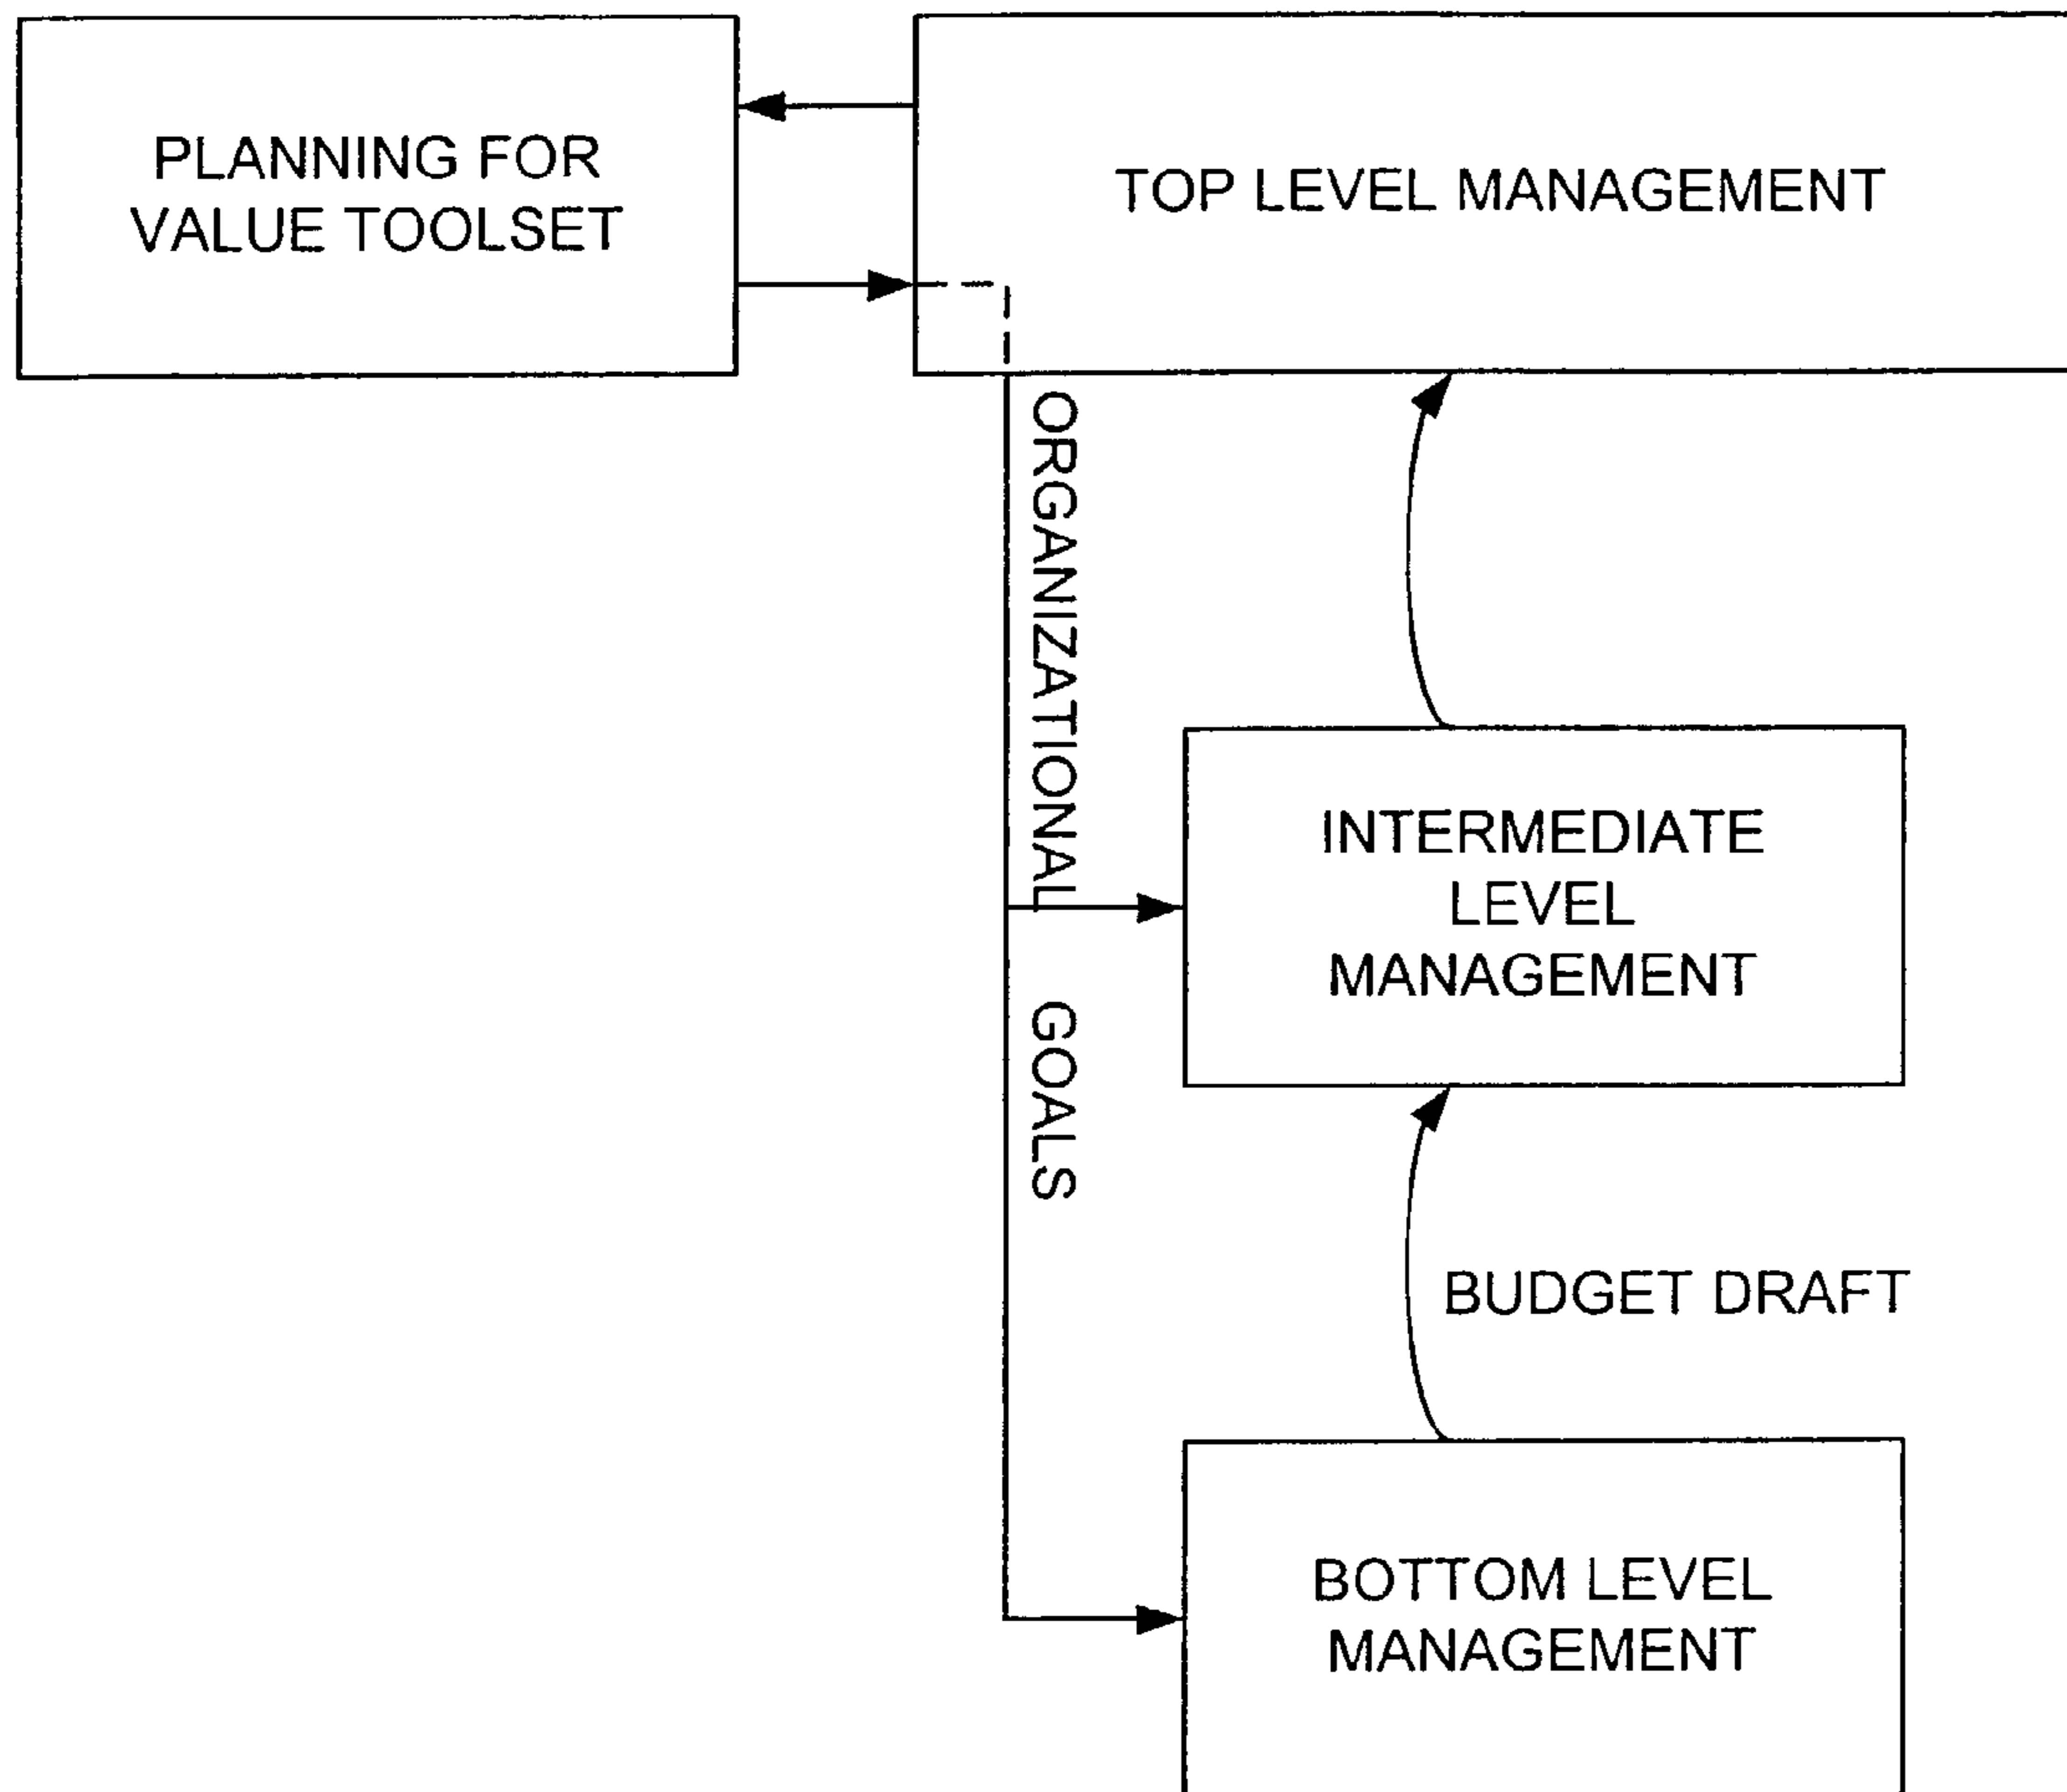 PLANNING FOR
VALUE TOOLSET
TOP LEVEL MANAGEMENT
ORGANIZATIONAL GOALS
INTERMEDIATE
LEVEL
MANAGEMENT
BUDGET DRAFT
BOTTOM LEVEL
MANAGEMENT